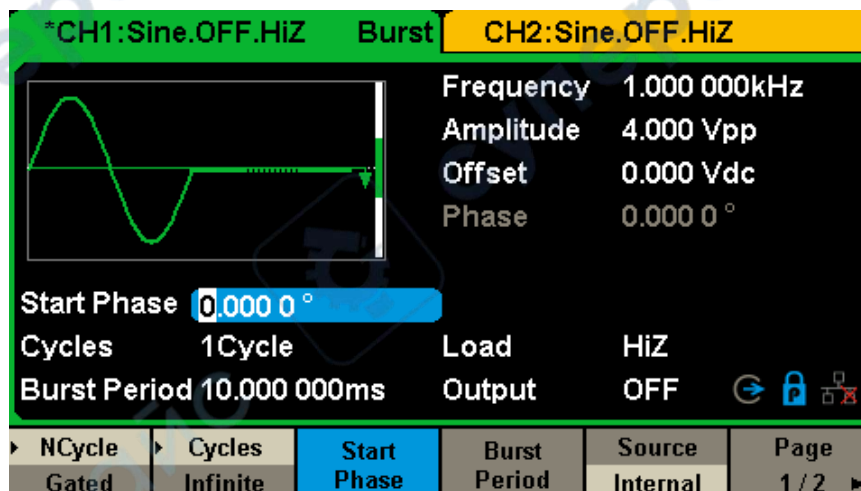 *CH1:Sine.OFF.HiZ Burst
CH2:Sine.OFF.HiZ
Frequency 1.000 000kHz
Amplitude 4.000 Vpp
Offset 0.000 Vdc
Phase 0.000 0 °
Start Phase 0.000 0 °
Cycles 1Cycle
Load HiZ
Burst Period 10.000 000ms
Output OFF
P
NCycle Cycles Start Burst Source Page
Gated Infinite Phase Period Internal 1/2